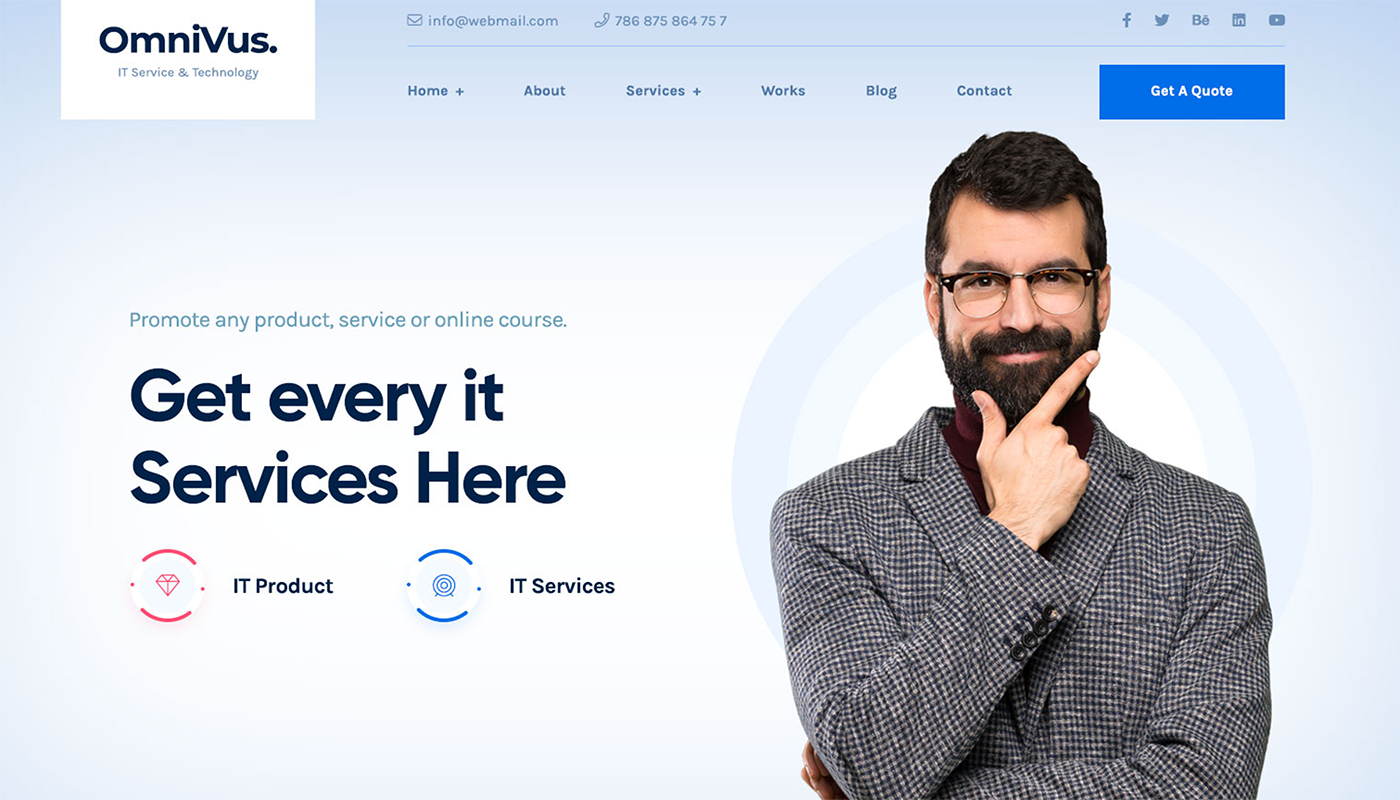 OmniVus.
IT Service & Technology
info@webmail.com 786 875 864 75 7
Home + About Services + Works Blog Contact
Get A Quote
Promote any product, service or online course.
Get every it
Services Here
IT Product IT Services